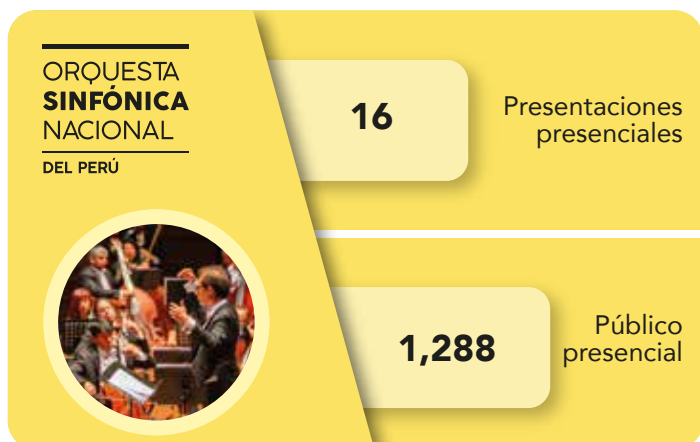 ORQUESTA
SINFÓNICA
NACIONAL
DEL PERÚ
16
Presentaciones
presenciales
1,288
Público
presencial